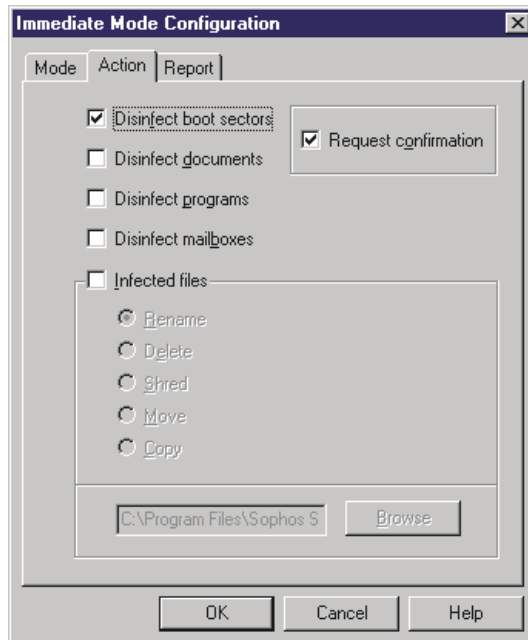 Immediate Mode Configuration
Mode Action Report
Disinfect boot sectors
Request confirmation
Disinfect documents
Disinfect programs
Disinfect mailboxes
Infected files
Rename
Delete
Shred
Move
Copy
C:\Program Files\Sophos S
Browse
OK Cancel Help